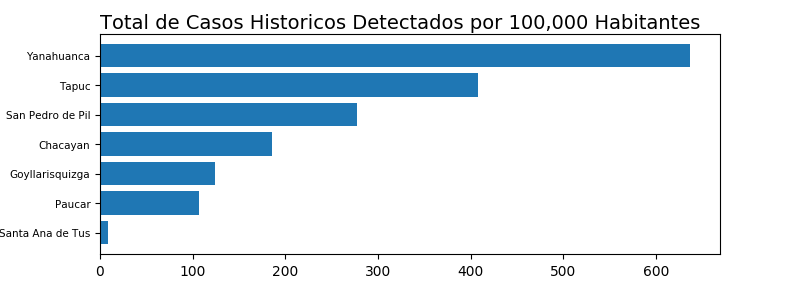 Total de Casos Historicos Detectados por 100,000 Habitantes
Yanahuanca
Tapuc
San Pedro de Pil
Chacayan
Goyllarisquizga
Paucar
Santa Ana de Tus
0 100 200 300 400 500 600